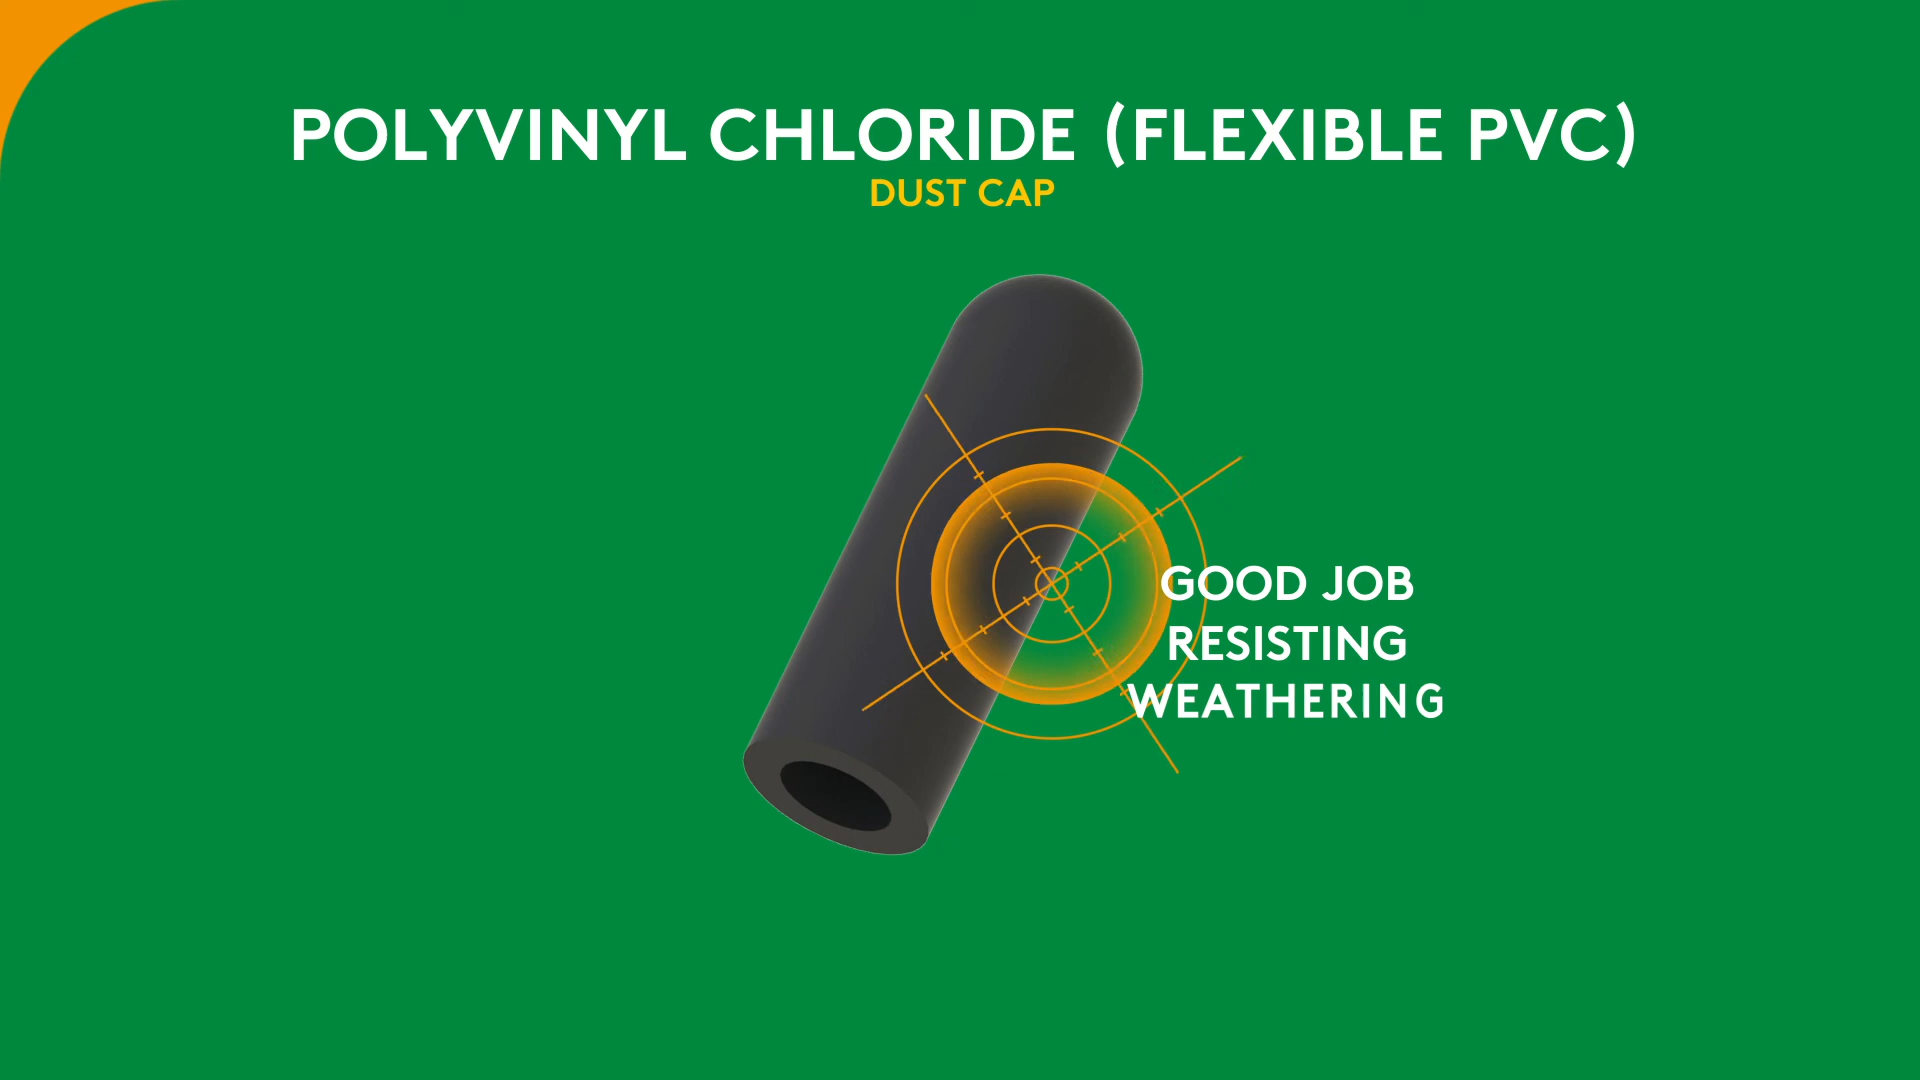 POLYVINYL CHLORIDE (FLEXIBLE PVC)
DUST CAP
GOOD JOB
RESISTING
WEATHERING